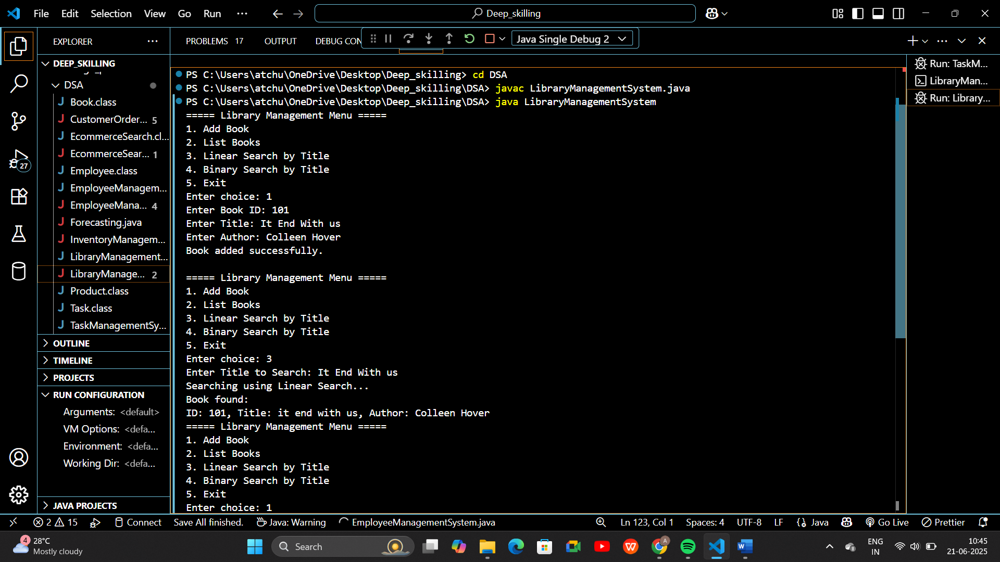 File Edit Selection View Go Run ··· Deep_skilling
EXPLORER ···
PROBLEMS 17 OUTPUT DEBUG CON
Java Single Debug 2
DEEP_SKILLING
DSA
Book.class
CustomerOrder... 5
EcommerceSearch.cl...
EcommerceSear... 1
Employee.class
EmployeeManagem...
EmployeeMana... 4
Forecasting.java
InventoryManagem...
LibraryManagement...
LibraryManage... 2
Product.class
Task.class
TaskManagementSy...
OUTLINE
TIMELINE
PROJECTS
RUN CONFIGURATION
Arguments: <default>
VM Options: <defa...
Environment: <defa...
Working Dir: <defa...
JAVA PROJECTS
27
PS C:\Users\atchu\OneDrive\Desktop\Deep_skilling> cd DSA
PS C:\Users\atchu\OneDrive\Desktop\Deep_skilling\DSA> javac LibraryManagementSystem.java
PS C:\Users\atchu\OneDrive\Desktop\Deep_skilling\DSA> java LibraryManagementSystem
===== Library Management Menu =====
1. Add Book
2. List Books
3. Linear Search by Title
4. Binary Search by Title
5. Exit
Enter choice: 1
Enter Book ID: 101
Enter Title: It End With us
Enter Author: Colleen Hover
Book added successfully.
===== Library Management Menu =====
1. Add Book
2. List Books
3. Linear Search by Title
4. Binary Search by Title
5. Exit
Enter choice: 3
Enter Title to Search: It End With us
Searching using Linear Search...
Book found:
ID: 101, Title: it end with us, Author: Colleen Hover
===== Library Management Menu =====
1. Add Book
2. List Books
3. Linear Search by Title
4. Binary Search by Title
5. Exit
Enter choice: 1
Run: TaskM...
LibraryMan...
Run: Library...
2 15 Connect Save All finished. Java: Warning EmployeeManagementSystem.java Ln 123, Col 1 Spaces: 4 UTF-8 LF Java Go Live Prettier
4
28°C
Mostly cloudy
Search
A
ENG
IN
10:45
21-06-2025